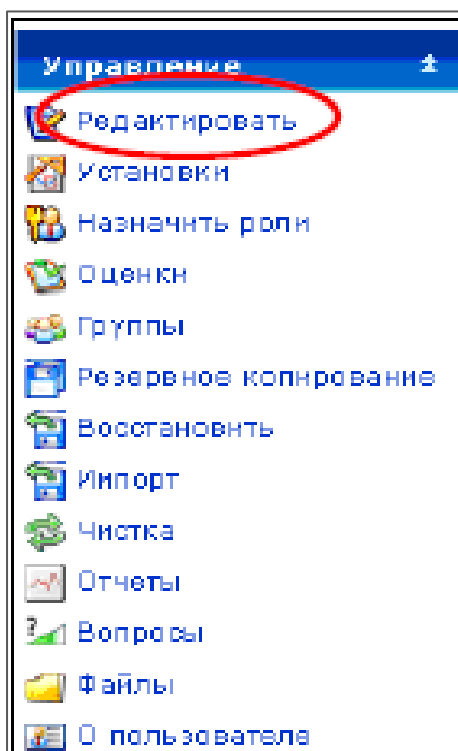 Управление
Редактировать
Установки
Назначить роли
Оценки
Группы
Резервное копирование
Восстановить
Импорт
Чистка
Отчеты
Вопросы
Файлы
О пользователе